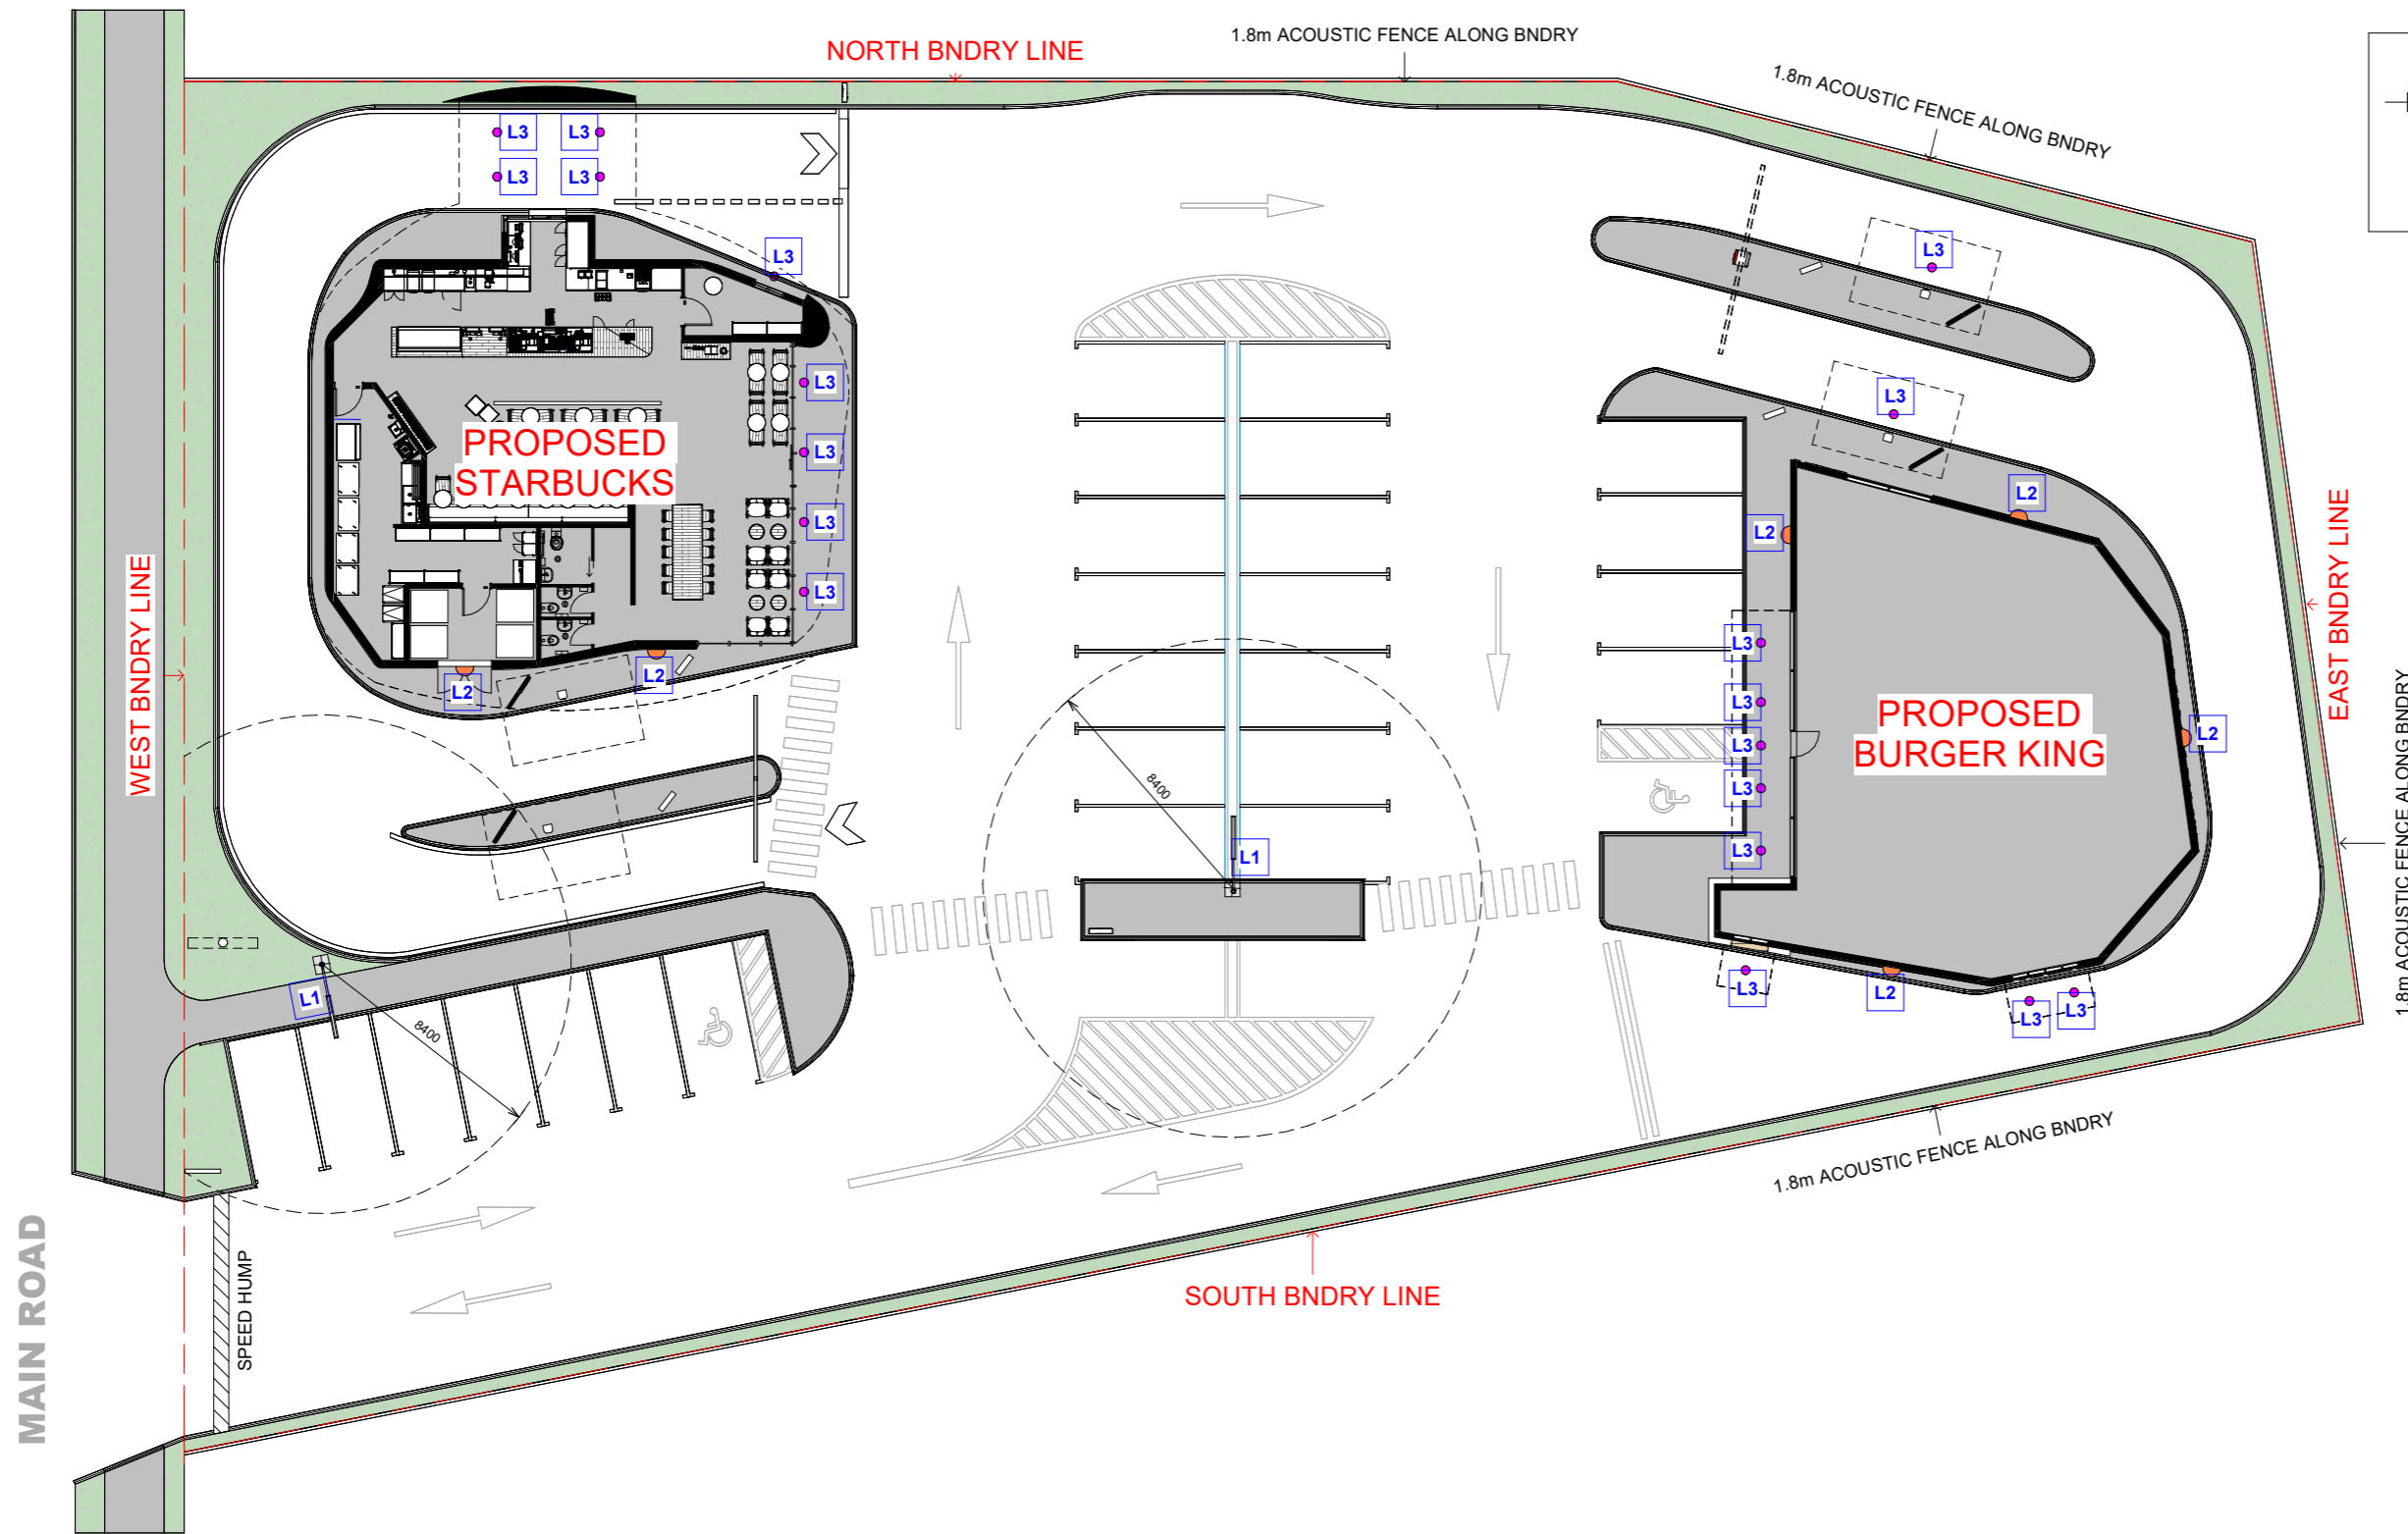 1.8m ACOUSTIC FENCE ALONG BNDRY
NORTH BNDRY LINE
1.8m ACOUSTIC FENCE ALONG BNDRY
L3
L3
L3
L3
L3
L3
L3
L3
L3
L3
L3
L3
PROPOSED
STARBUCKS
L2
L2
L2
L2
WEST BNDRY LINE
EAST BNDRY LINE
L3
L3
L3
L3
L3
PROPOSED
BURGER KING
L2
1.8m ACOUSTIC FENCE ALONG BNDRY
8400
L1
L1
8400
L3
L2
L3
L3
1.8m ACOUSTIC FENCE ALONG BNDRY
MAIN ROAD
SPEED HUMP
SOUTH BNDRY LINE